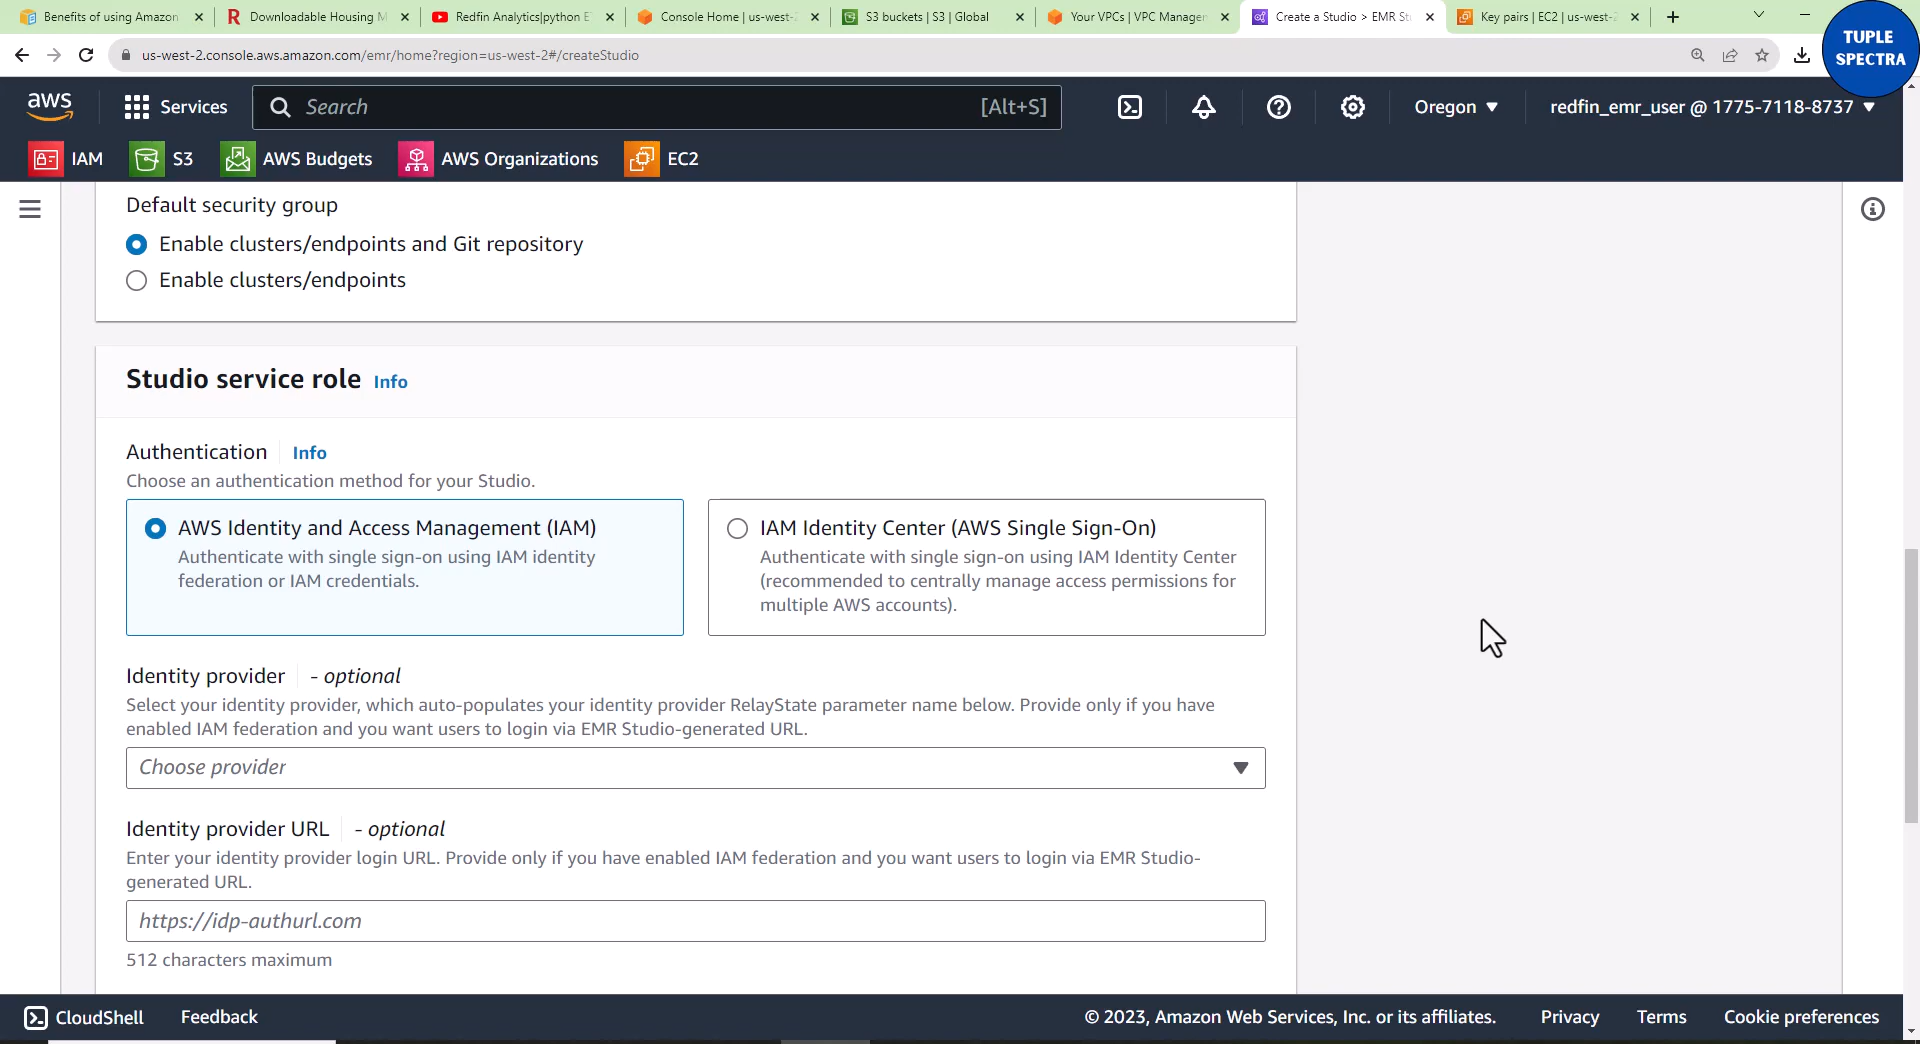 Benefits of using Amazon
Downloadable Housing M
Redfin Analytics|python E
Console Home | us-west-2
S3 buckets | S3 | Global
Your VPCs | VPC Managem
Create a Studio > EMR St
Key pairs | EC2 | us-west-2
TUPLE
SPECTRA
us-west-2.console.aws.amazon.com/emr/home?region=us-west-2#/createStudio
aws
Services
Search
[Alt+S]
Oregon
redfin_emr_user @ 1775-7118-8737
IAM
S3
AWS Budgets
AWS Organizations
EC2
Default security group
Enable clusters/endpoints and Git repository
Enable clusters/endpoints
Studio service role Info
Authentication Info
Choose an authentication method for your Studio.
AWS Identity and Access Management (IAM)
Authenticate with single sign-on using IAM identity
federation or IAM credentials.
IAM Identity Center (AWS Single Sign-On)
Authenticate with single sign-on using IAM Identity Center
(recommended to centrally manage access permissions for
multiple AWS accounts).
Identity provider - optional
Select your identity provider, which auto-populates your identity provider RelayState parameter name below. Provide only if you have
enabled IAM federation and you want users to login via EMR Studio-generated URL.
Choose provider
Identity provider URL - optional
Enter your identity provider login URL. Provide only if you have enabled IAM federation and you want users to login via EMR Studio-
generated URL.
https://idp-authurl.com
512 characters maximum
CloudShell
Feedback
© 2023, Amazon Web Services, Inc. or its affiliates.
Privacy
Terms
Cookie preferences